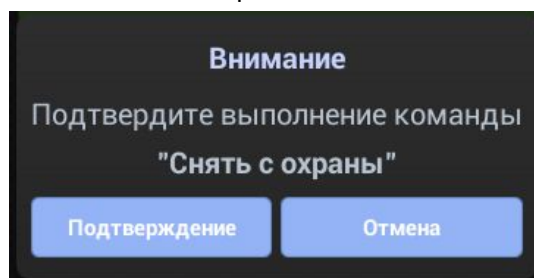 Внимание
Подтвердите выполнение команды
"Снять с охраны"
Подтверждение Отмена